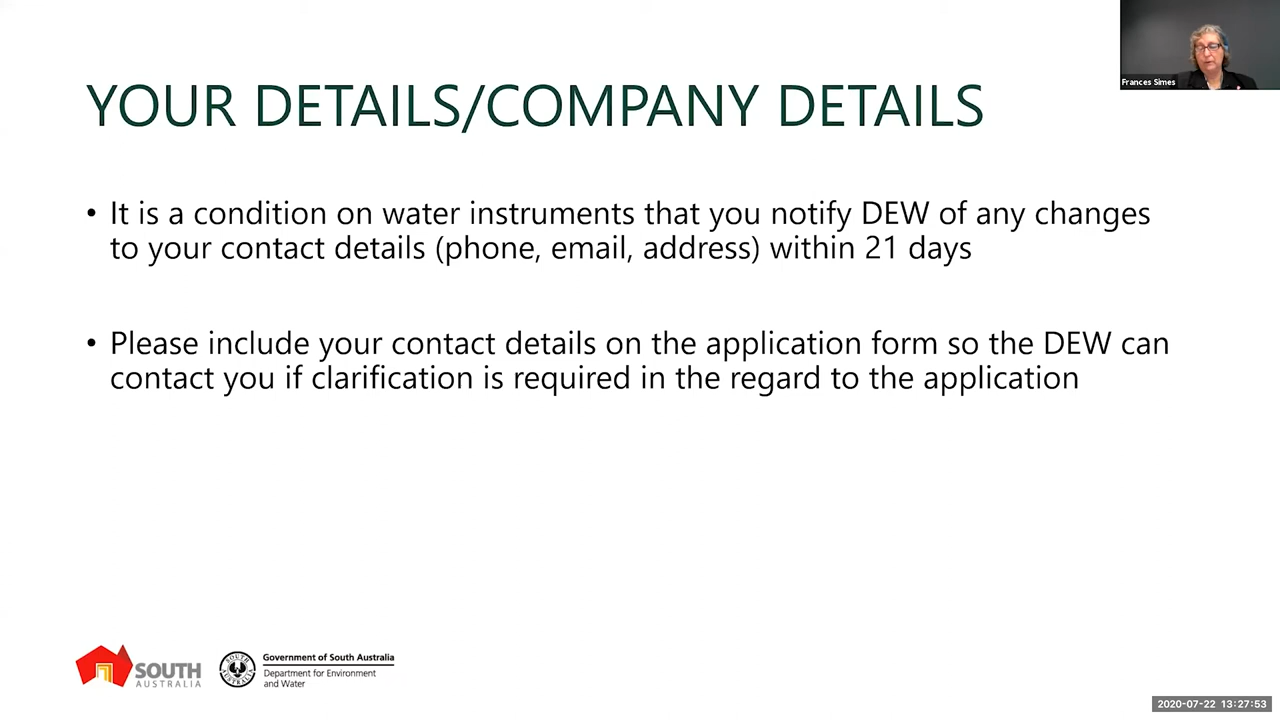 Frances Simes
YOUR DETAILS/COMPANY DETAILS
• It is a condition on water instruments that you notify DEW of any changes
to your contact details (phone, email, address) within 21 days
• Please include your contact details on the application form so the DEW can
contact you if clarification is required in the regard to the application
SOUTH
AUSTRALIA
Government of South Australia
Department for Environment
and Water
2020-07-22 13:27:53